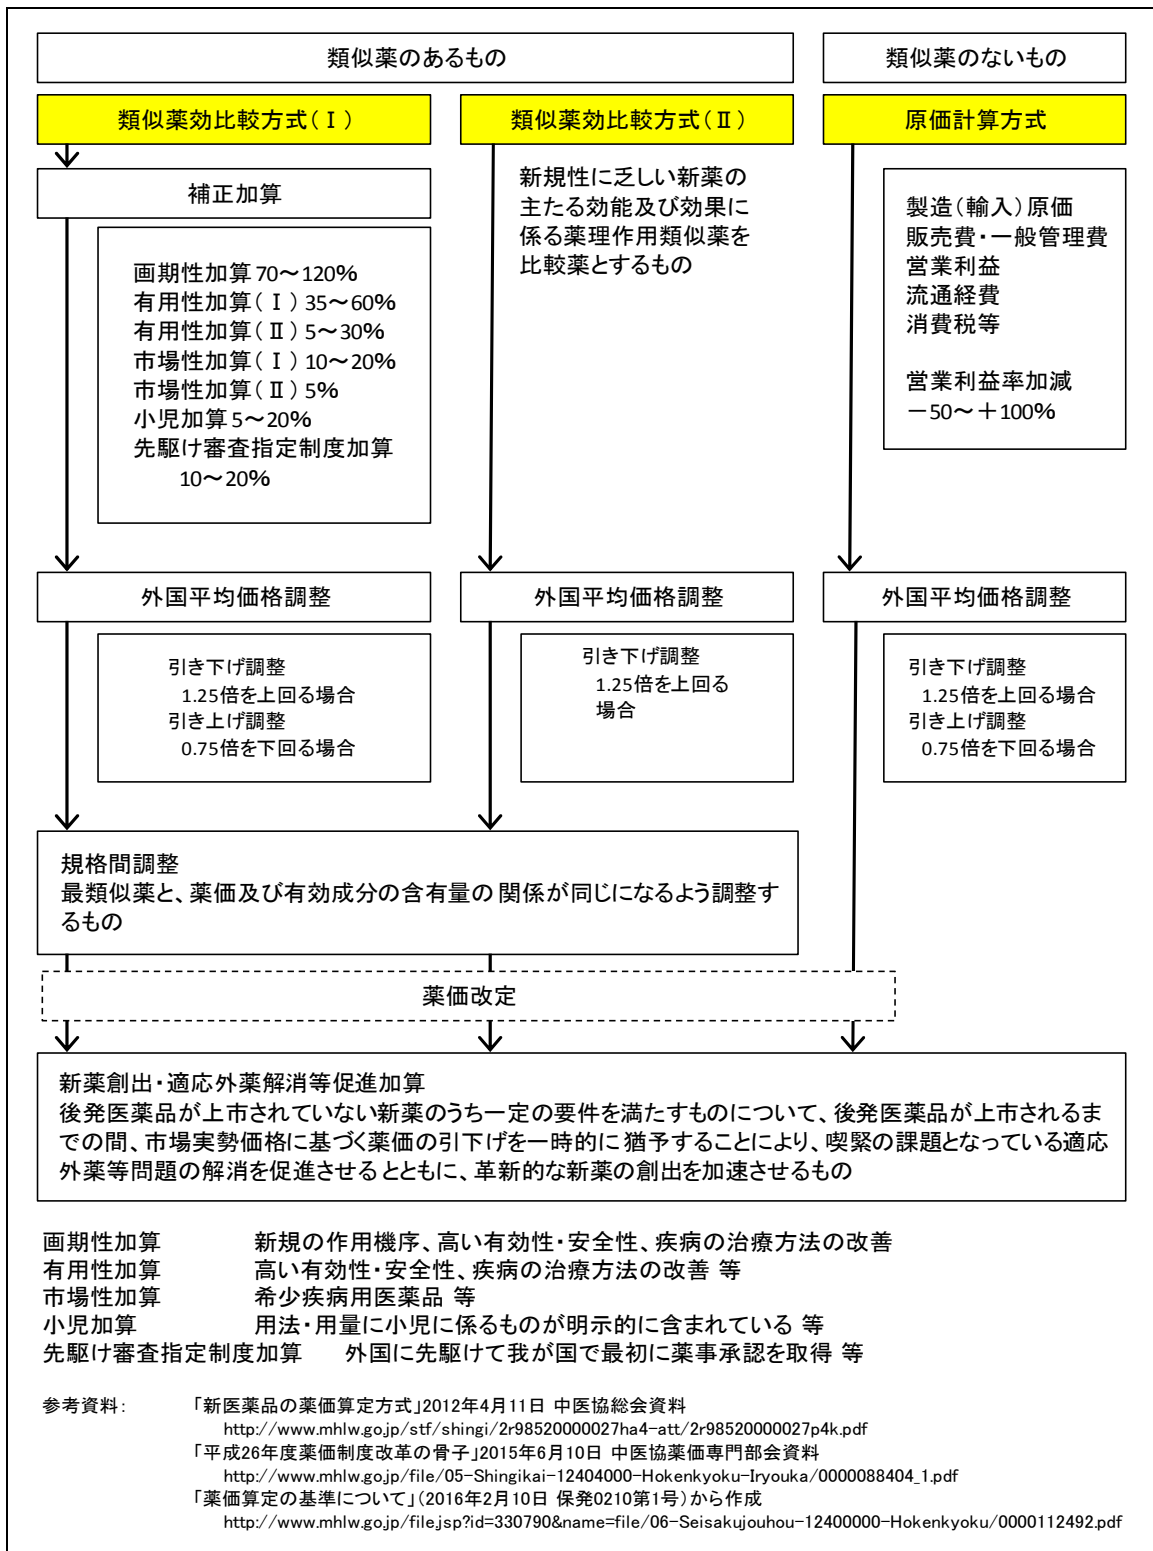 類似薬のあるもの
類似薬のないもの
類似薬効比較方式(Ⅰ)
類似薬効比較方式(Ⅱ)
原価計算方式
補正加算
画期性加算 70～120%
有用性加算(Ⅰ) 35～60%
有用性加算(Ⅱ) 5～30%
市場性加算(Ⅰ) 10～20%
市場性加算(Ⅱ) 5%
小児加算 5～20%
先駆け審査指定制度加算
10～20%
新規性に乏しい新薬の
主たる効能及び効果に
係る薬理作用類似薬を
比較薬とするもの
製造(輸入)原価
販売費・一般管理費
営業利益
流通経費
消費税等
営業利益率加減
－50～＋100%
外国平均価格調整
外国平均価格調整
外国平均価格調整
引き下げ調整
1.25倍を上回る場合
引き上げ調整
0.75倍を下回る場合
引き下げ調整
1.25倍を上回る
場合
引き下げ調整
1.25倍を上回る場合
引き上げ調整
0.75倍を下回る場合
規格間調整
最類似薬と、薬価及び有効成分の含有量の 関係が同じになるよう調整す
るもの
薬価改定
新薬創出・適応外薬解消等促進加算
後発医薬品が上市されていない新薬のうち一定の要件を満たすものについて、後発医薬品が上市されるま
での間、市場実勢価格に基づく薬価の引下げを一時的に猶予することにより、喫緊の課題となっている適応
外薬等問題の解消を促進させるとともに、革新的な新薬の創出を加速させるもの
画期性加算 新規の作用機序、高い有効性・安全性、疾病の治療方法の改善
有用性加算 高い有効性・安全性、疾病の治療方法の改善 等
市場性加算 希少疾病用医薬品 等
小児加算 用法・用量に小児に係るものが明示的に含まれている 等
先駆け審査指定制度加算 外国に先駆けて我が国で最初に薬事承認を取得 等
参考資料: 「新医薬品の薬価算定方式」2012年4月11日 中医協総会資料
http://www.mhlw.go.jp/stf/shingi/2r98520000027ha4-att/2r98520000027p4k.pdf
「平成26年度薬価制度改革の骨子」2015年6月10日 中医協薬価専門部会資料
http://www.mhlw.go.jp/file/05-Shingikai-12404000-Hokenkyoku-Iryouka/0000088404_1.pdf
「薬価算定の基準について」(2016年2月10日 保発0210第1号)から作成
http://www.mhlw.go.jp/file.jsp?id=330790&name=file/06-Seisakujouhou-12400000-Hokenkyoku/0000112492.pdf